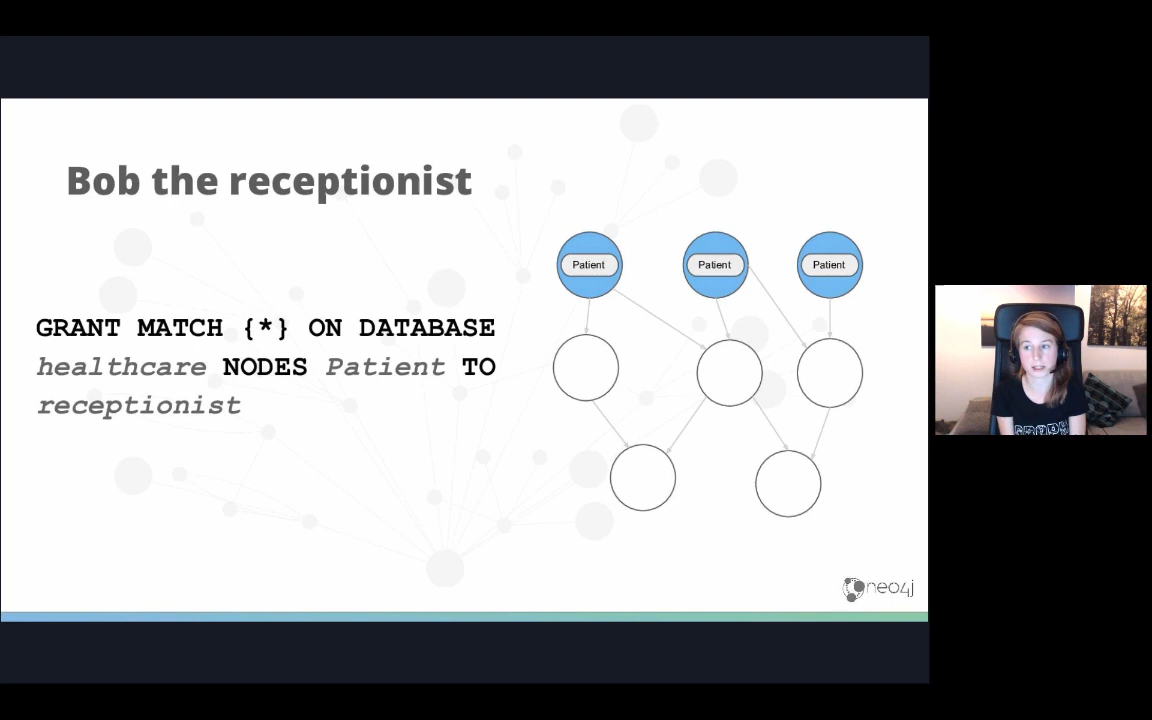 Bob the receptionist
GRANT MATCH {*} ON DATABASE
healthcare NODES Patient TO
receptionist
Patient
Patient
Patient
neo4j